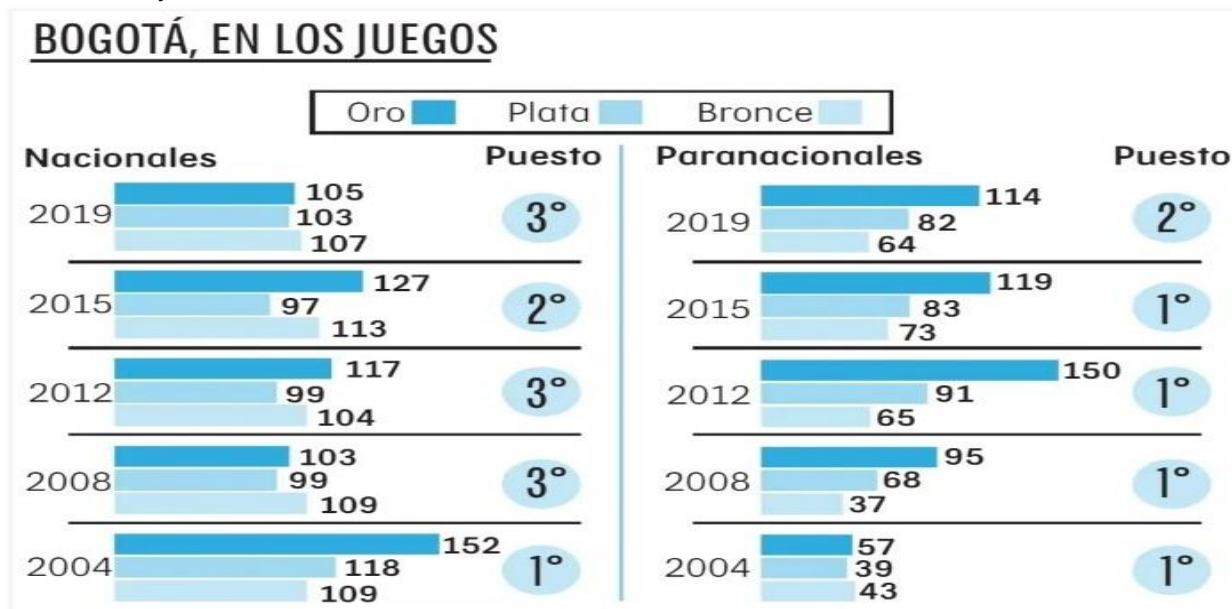 BOGOTÁ, EN LOS JUEGOS
Oro Plata Bronce
Nacionales Puesto
2019 105 3°
103
107
2015 127 2°
97
113
2012 117 3°
99
104
2008 103 3°
99
109
2004 152 1°
118
109
Paranacionales Puesto
2019 114 2°
82
64
2015 119 1°
83
73
2012 150 1°
91
65
2008 95 1°
68
37
2004 57 1°
39
43